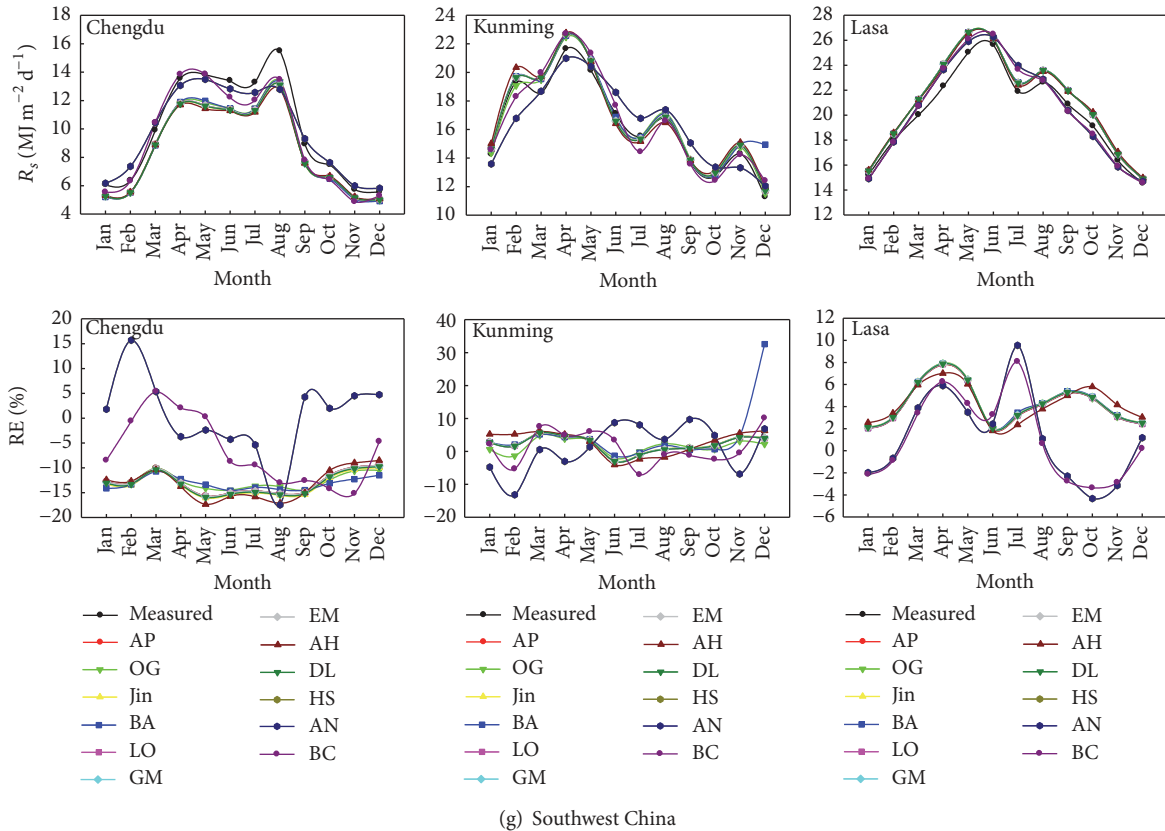 Chengdu
18
16
14
12
10
8
6
4
R_s (MJ m⁻² d⁻¹)
Jan Feb Mar Apr May Jun Jul Aug Sep Oct Nov Dec
Month
Kunming
24
22
20
18
16
14
12
10
Jan Feb Mar Apr May Jun Jul Aug Sep Oct Nov Dec
Month
Lasa
28
26
24
22
20
18
16
14
12
Jan Feb Mar Apr May Jun Jul Aug Sep Oct Nov Dec
Month
Chengdu
20
15
10
5
0
−5
−10
−15
−20
RE (%)
Jan Feb Mar Apr May Jun Jul Aug Sep Oct Nov Dec
Month
Kunming
40
30
20
10
0
−10
−20
Jan Feb Mar Apr May Jun Jul Aug Sep Oct Nov Dec
Month
Lasa
12
10
8
6
4
2
0
−2
−4
−6
Jan Feb Mar Apr May Jun Jul Aug Sep Oct Nov Dec
Month
Measured
AP
OG
Jin
BA
LO
GM
EM
AH
DL
HS
AN
BC
Measured
AP
OG
Jin
BA
LO
GM
EM
AH
DL
HS
AN
BC
Measured
AP
OG
Jin
BA
LO
GM
EM
AH
DL
HS
AN
BC
(g) Southwest China